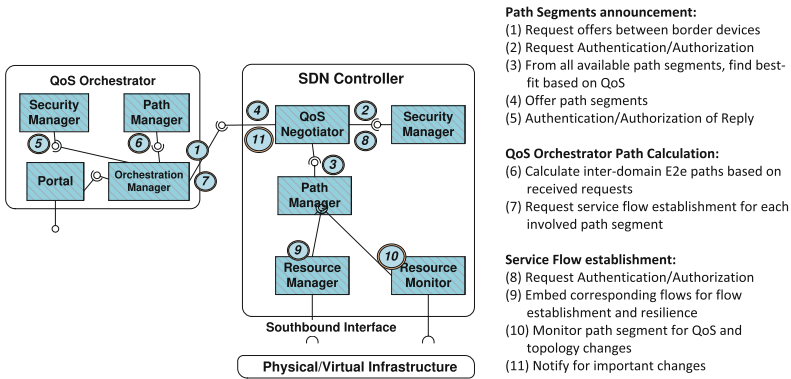 QoS Orchestrator
Security
Manager
Path
Manager
5
6
Portal
Orchestration
Manager
1
7
SDN Controller
4
11
QoS
Negotiator
2
8
Security
Manager
3
Path
Manager
9
10
Resource
Manager
Resource
Monitor
Southbound Interface
Physical/Virtual Infrastructure
Path Segments announcement:
(1) Request offers between border devices
(2) Request Authentication/Authorization
(3) From all available path segments, find best-
fit based on QoS
(4) Offer path segments
(5) Authentication/Authorization of Reply
QoS Orchestrator Path Calculation:
(6) Calculate inter-domain E2e paths based on
received requests
(7) Request service flow establishment for each
involved path segment
Service Flow establishment:
(8) Request Authentication/Authorization
(9) Embed corresponding flows for flow
establishment and resilience
(10) Monitor path segment for QoS and
topology changes
(11) Notify for important changes